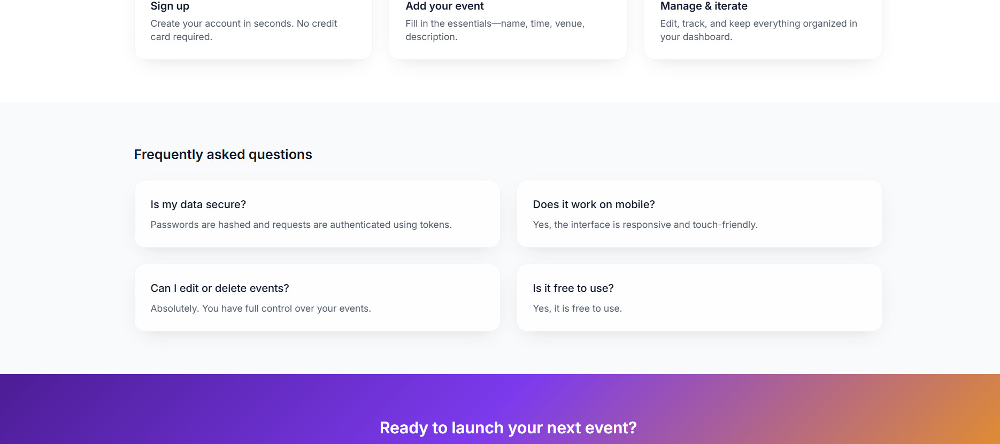 Sign up
Create your account in seconds. No credit
card required.
Add your event
Fill in the essentials—name, time, venue,
description.
Manage & iterate
Edit, track, and keep everything organized in
your dashboard.
Frequently asked questions
Is my data secure?
Passwords are hashed and requests are authenticated using tokens.
Does it work on mobile?
Yes, the interface is responsive and touch-friendly.
Can I edit or delete events?
Absolutely. You have full control over your events.
Is it free to use?
Yes, it is free to use.
Ready to launch your next event?